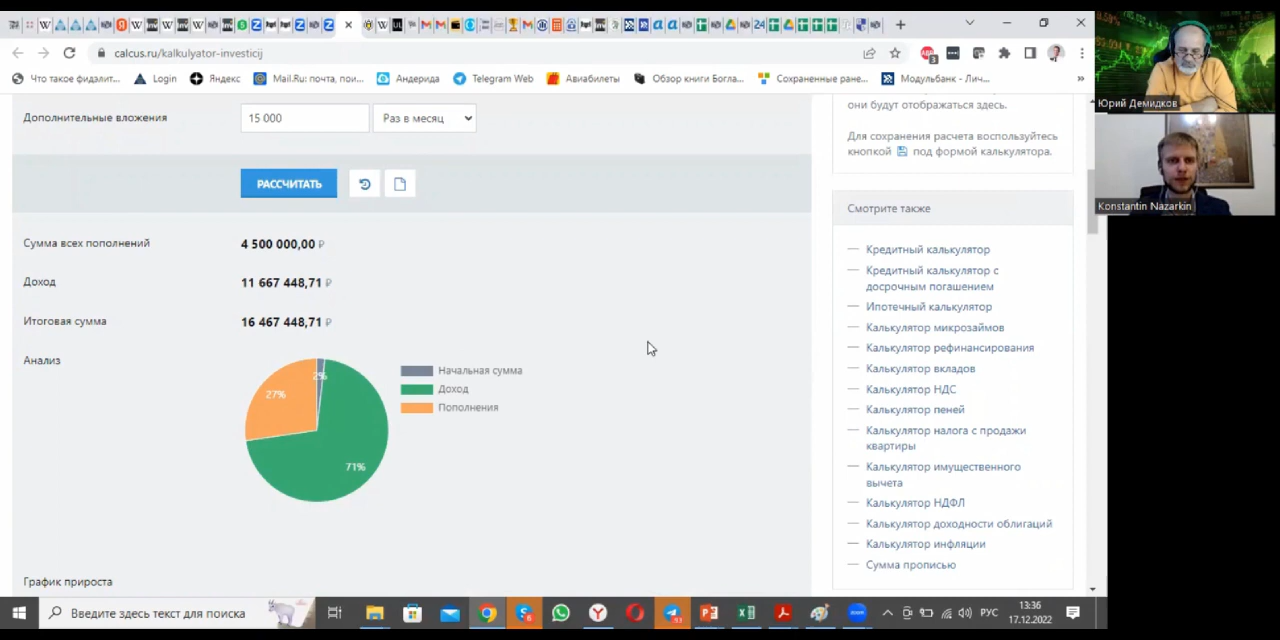 calcus.ru/kalkulyator-investicij
3
Что такое фидэлит...
Login
Яндекс
Mail.Ru: почта, пои...
Андерида
Telegram Web
Авиабилеты
Обзор книги Богла...
Сохраненные ране...
Модульбанк - Лич...
»
Юрий Демидков
Konstantin Nazarkin
Дополнительные вложения
15 000
Раз в месяц
РАССЧИТАТЬ
Сумма всех пополнений
4 500 000,00 ₽
Доход
11 667 448,71 ₽
Итоговая сумма
16 467 448,71 ₽
Анализ
2%
27%
71%
Начальная сумма
Доход
Пополнения
График прироста
они будут отображаться здесь.
Для сохранения расчета воспользуйтесь
кнопкой под формой калькулятора.
Смотрите также
— Кредитный калькулятор
— Кредитный калькулятор с
досрочным погашением
— Ипотечный калькулятор
— Калькулятор микрозаймов
— Калькулятор рефинансирования
— Калькулятор вкладов
— Калькулятор НДС
— Калькулятор пеней
— Калькулятор налога с продажи
квартиры
— Калькулятор имущественного
вычета
— Калькулятор НДФЛ
— Калькулятор доходности облигаций
— Калькулятор инфляции
— Сумма прописью
Введите здесь текст для поиска
РУС
13:36
17.12.2022